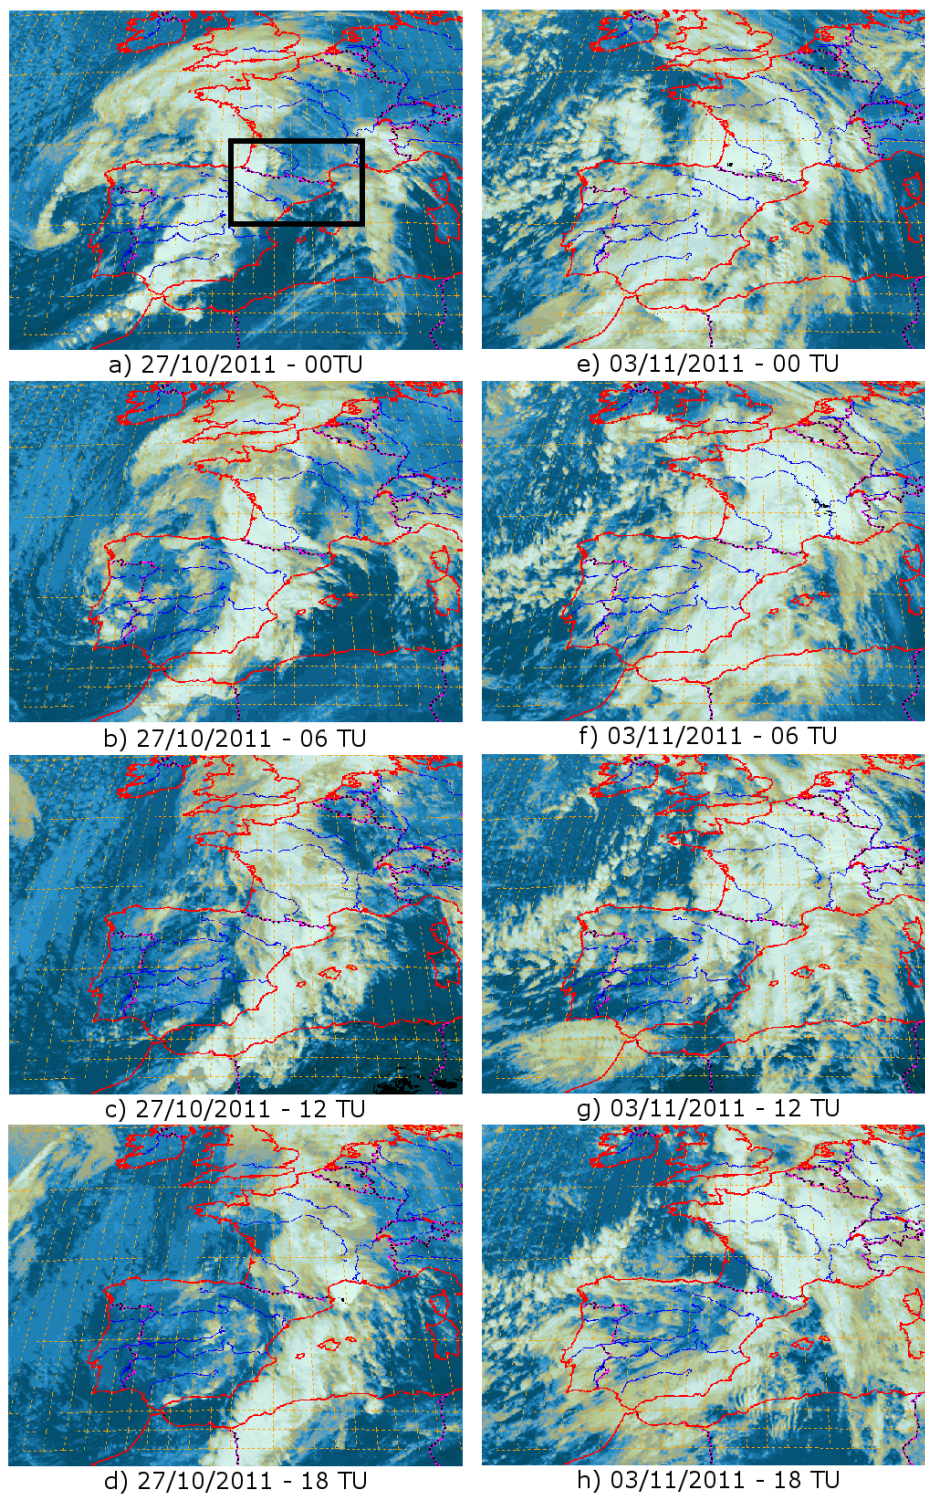 a) 27/10/2011 - 00TU
e) 03/11/2011 - 00 TU
b) 27/10/2011 - 06 TU
f) 03/11/2011 - 06 TU
c) 27/10/2011 - 12 TU
g) 03/11/2011 - 12 TU
d) 27/10/2011 - 18 TU
h) 03/11/2011 - 18 TU